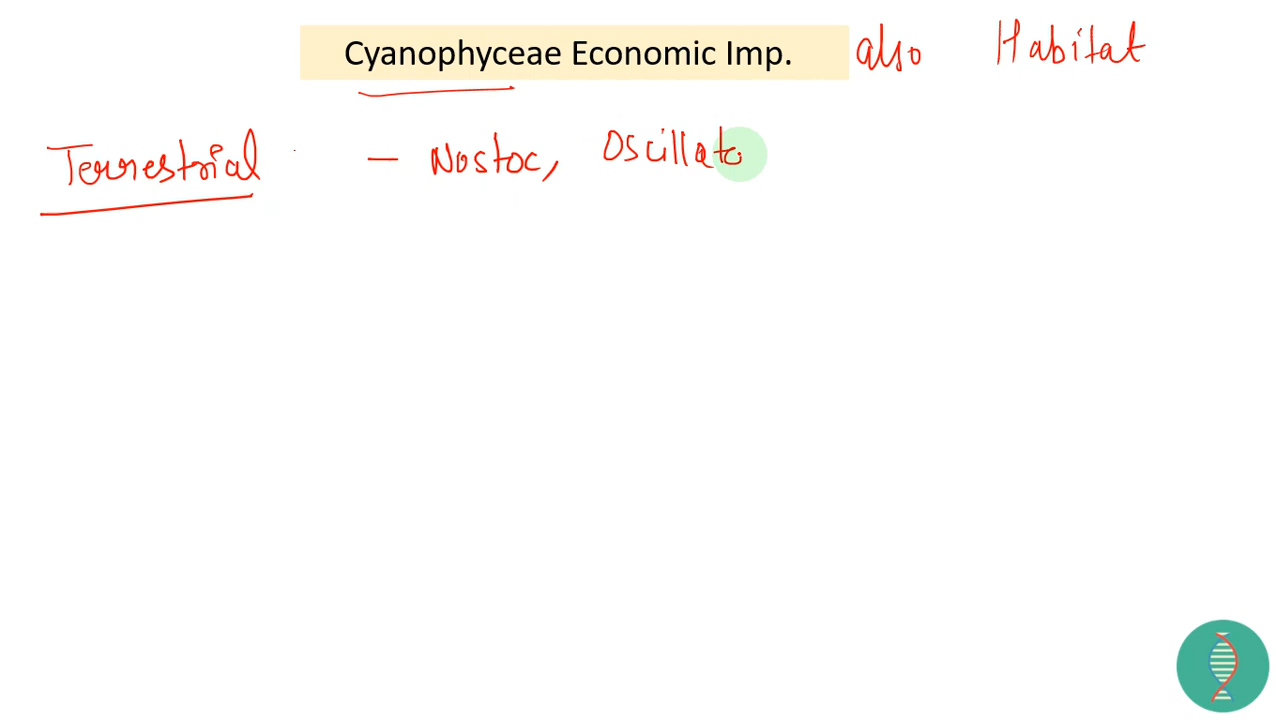 Cyanophyceae Economic Imp. also Habitat
Terrestrial - Nostoc, Oscillato